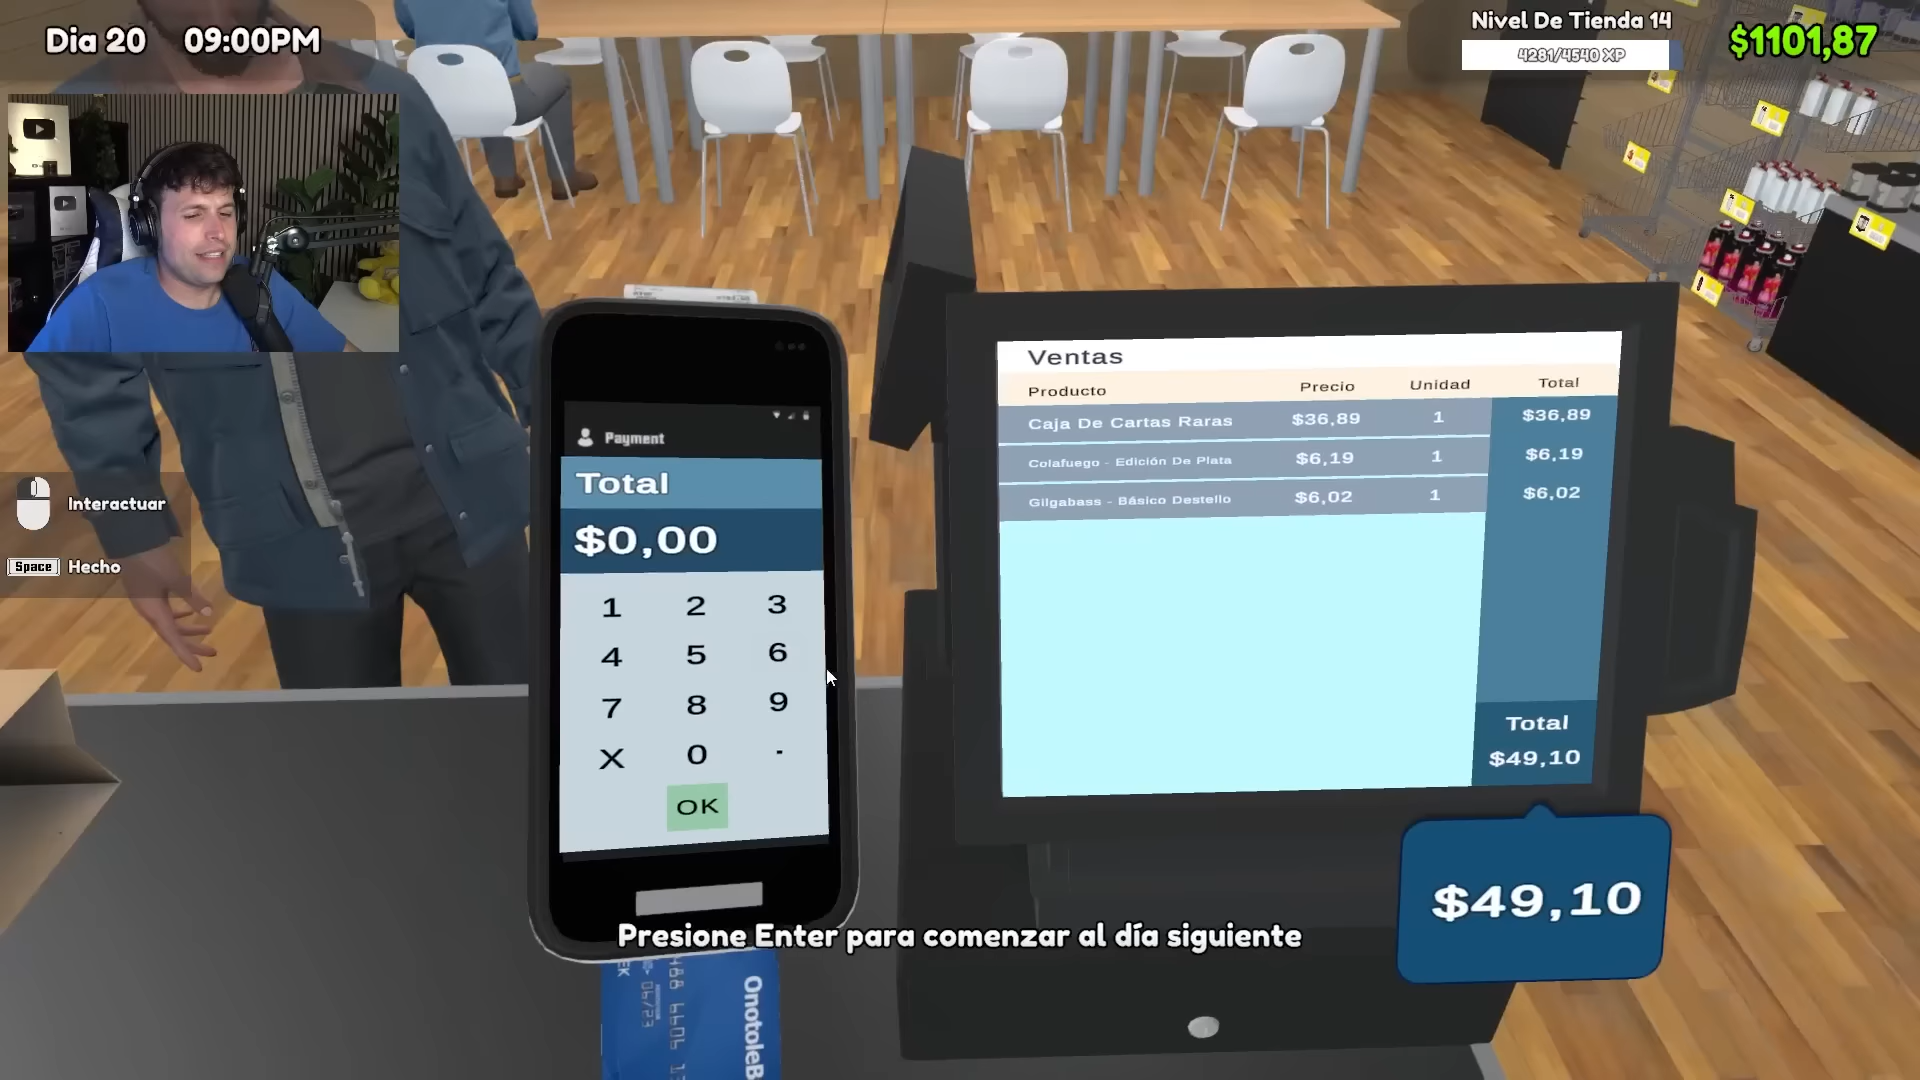 Dia 20 09:00PM
Nivel De Tienda 14
4281/4540 XP
$1101,87
Interactuar
Space Hecho
Payment
Total
$0,00
1 2 3
4 5 6
7 8 9
X 0 .
OK
Ventas
Producto Precio Unidad Total
Caja De Cartas Raras $36,89 1 $36,89
Colafuego - Edición De Plata $6,19 1 $6,19
Gilgabass - Básico Destello $6,02 1 $6,02
Total
$49,10
$49,10
Presione Enter para comenzar al día siguiente
OnotoleB
06/23